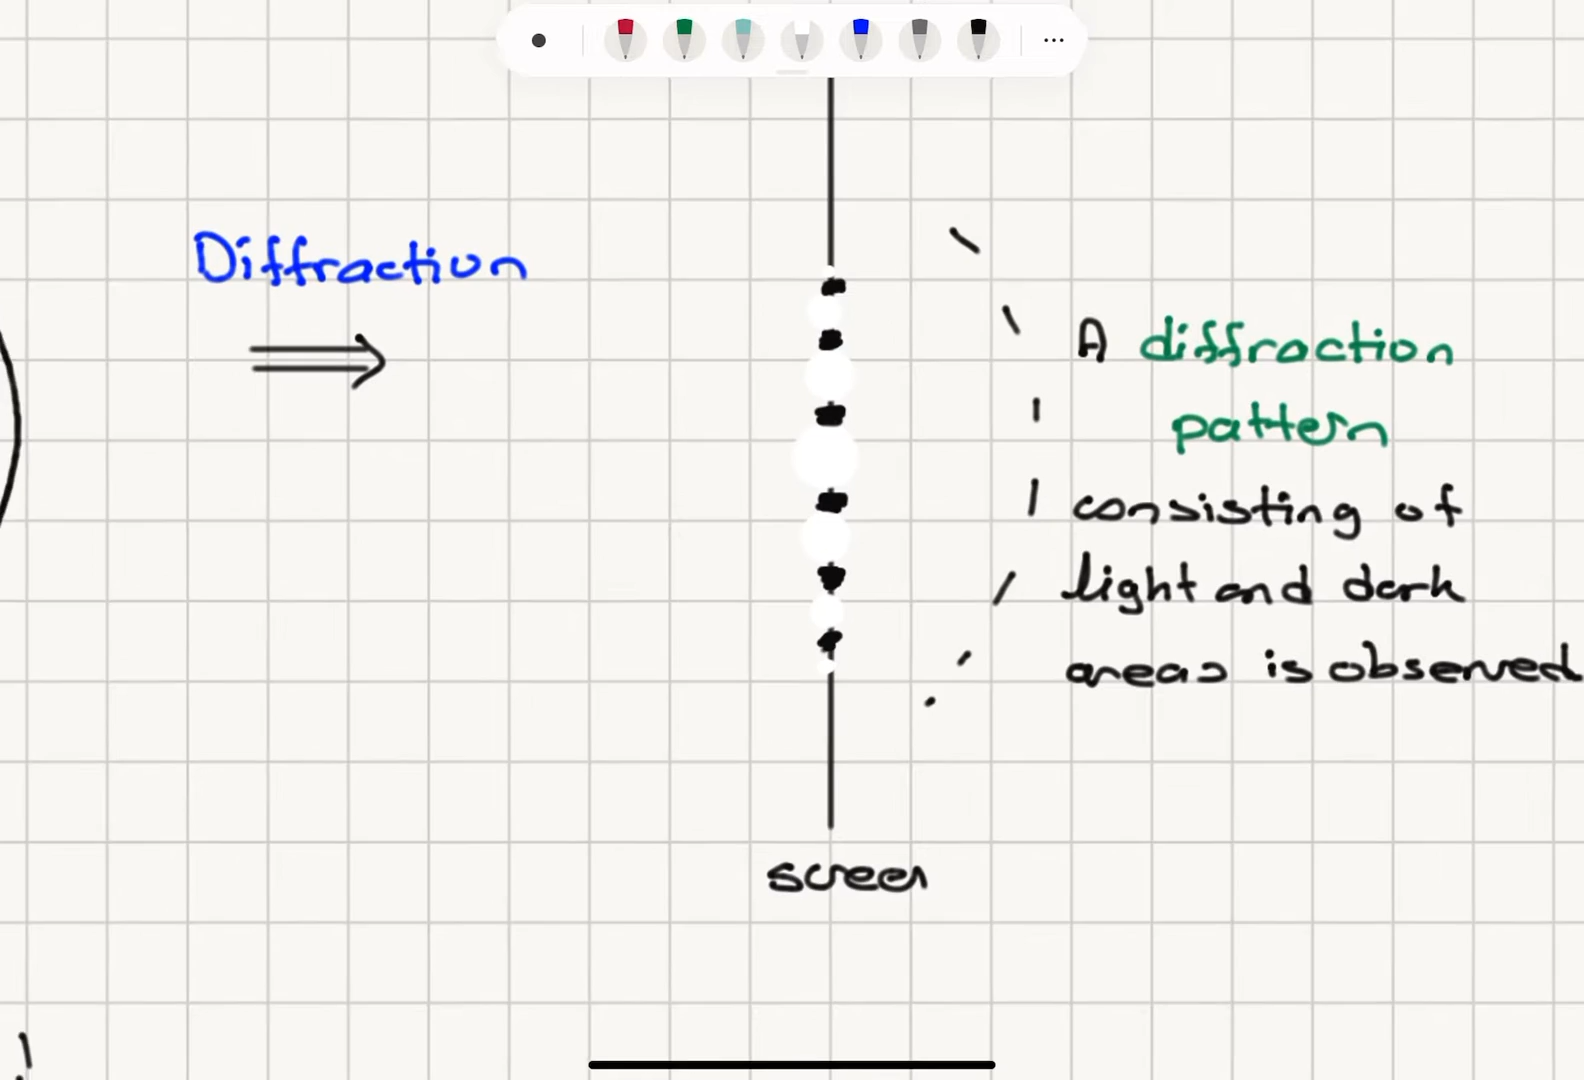 Diffraction
A diffraction
pattern
consisting of
light and dark
areas is observed
screen